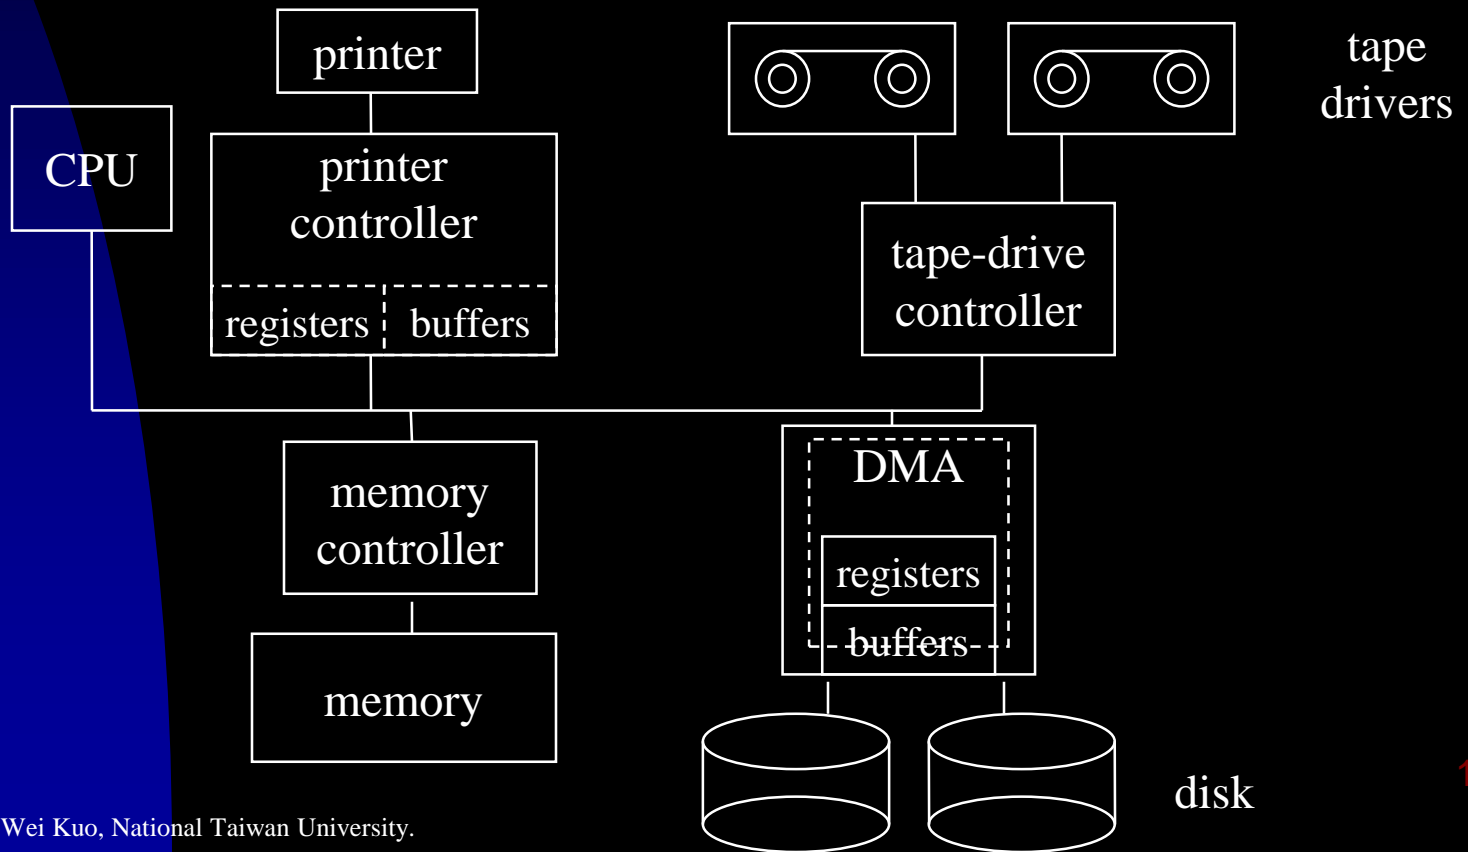 printer
tape
drivers
CPU
printer
controller
registers
buffers
tape-drive
controller
memory
controller
DMA
registers
buffers
memory
disk
1
Wei Kuo, National Taiwan University.